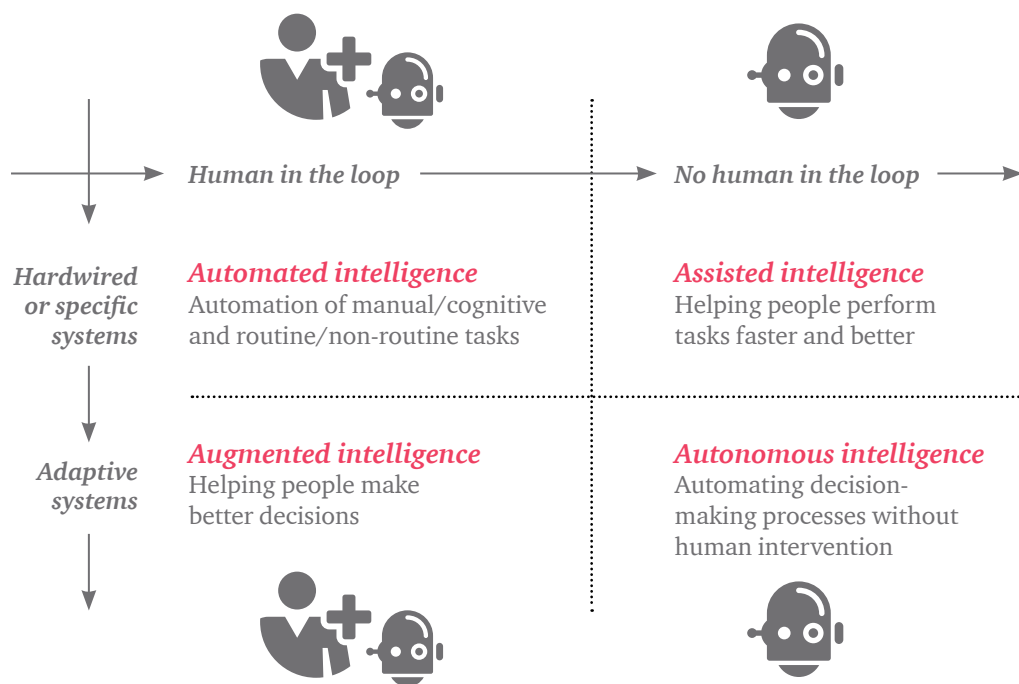 Human in the loop
No human in the loop
Hardwired
or specific
systems
Automated intelligence
Automation of manual/cognitive
and routine/non-routine tasks
Assisted intelligence
Helping people perform
tasks faster and better
Adaptive
systems
Augmented intelligence
Helping people make
better decisions
Autonomous intelligence
Automating decision-
making processes without
human intervention